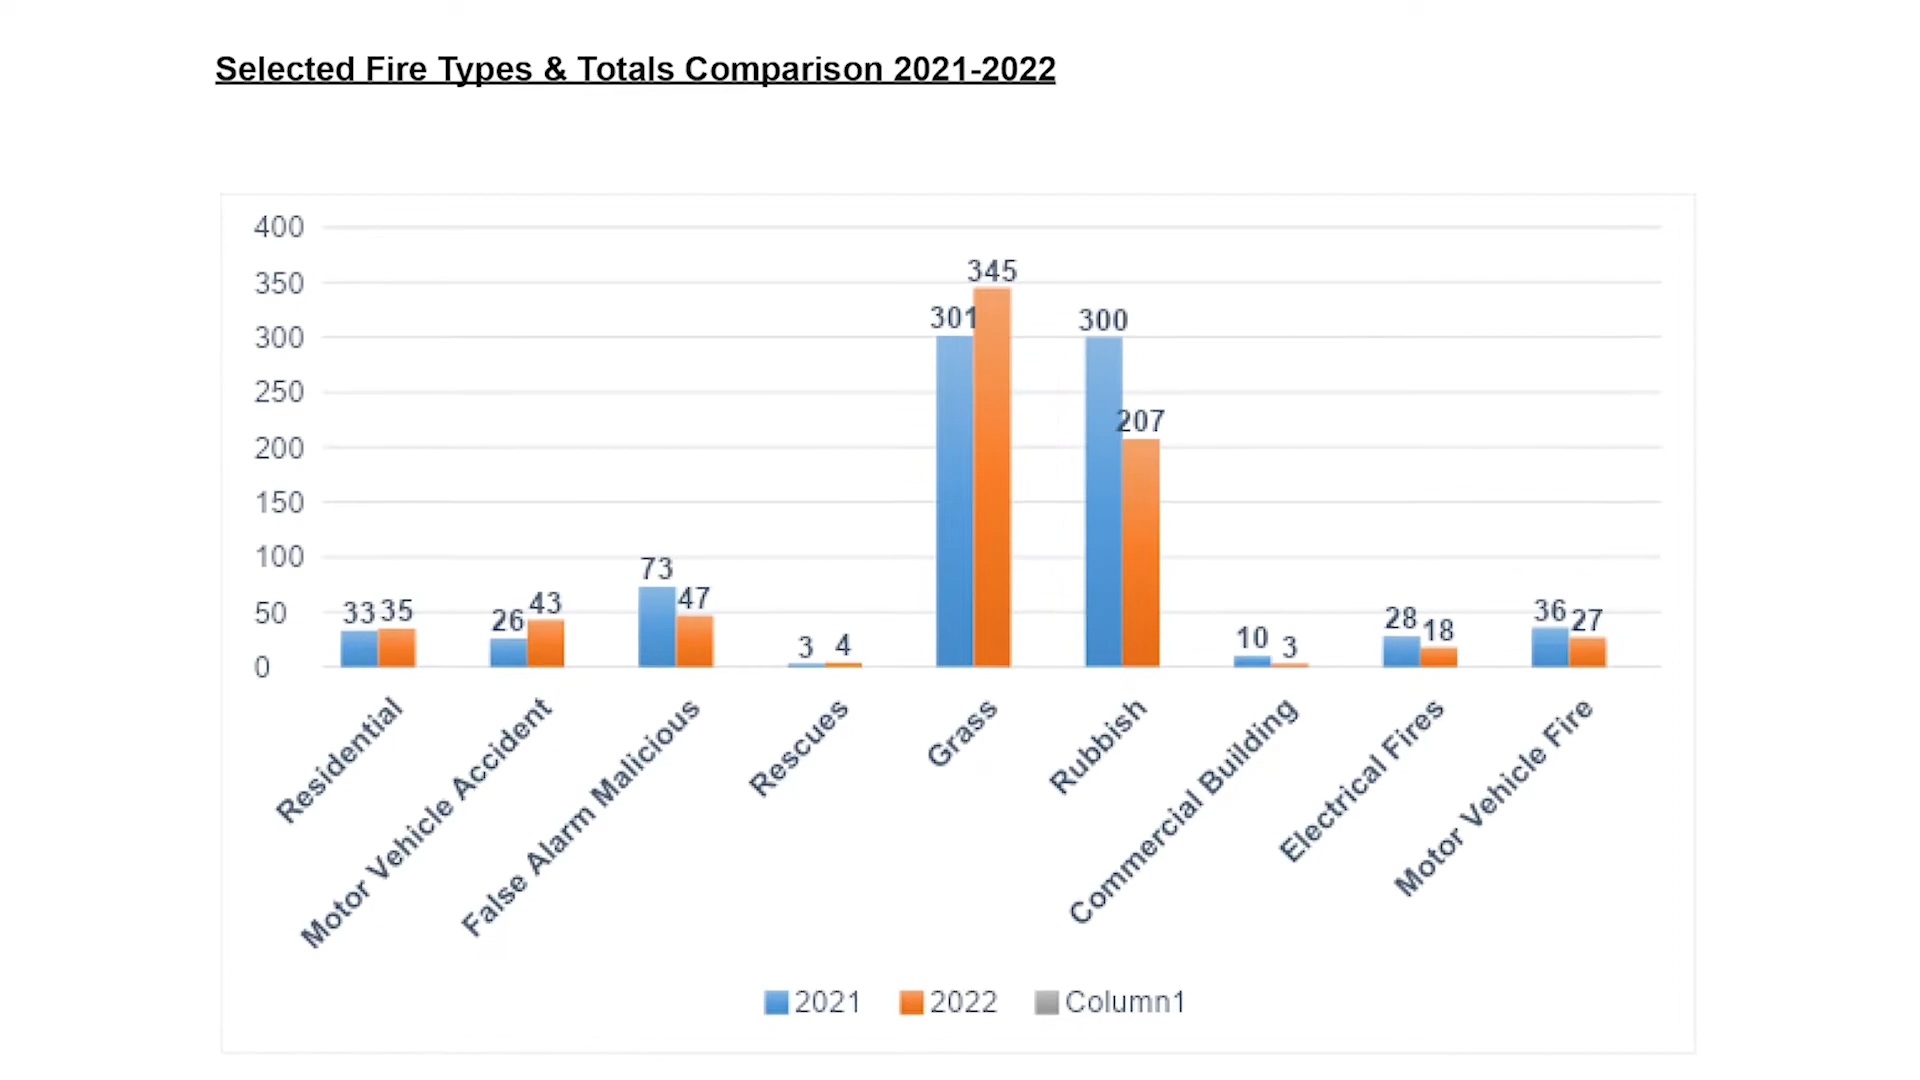 Selected Fire Types & Totals Comparison 2021-2022
400
350
300
250
200
150
100
50
0
33 35
26 43
73 47
3 4
301 345
300 207
10 3
28 18
36 27
Residential
Motor Vehicle Accident
False Alarm Malicious
Rescues
Grass
Rubbish
Commercial Building
Electrical Fires
Motor Vehicle Fire
2021 2022 Column1